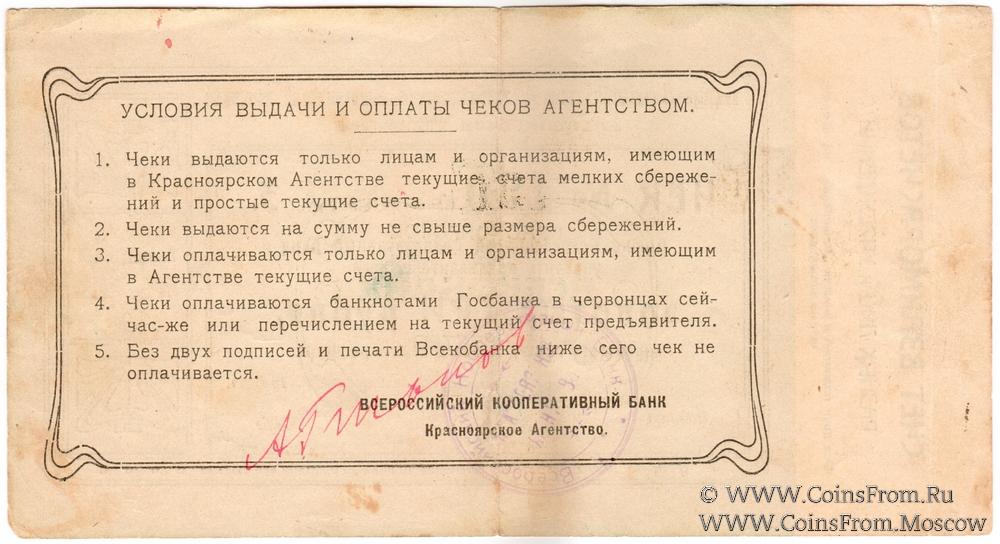 УСЛОВИЯ ВЫДАЧИ И ОПЛАТЫ ЧЕКОВ АГЕНТСТВОМ.
1. Чеки выдаются только лицам и организациям, имеющим
в Красноярском Агентстве текущие счета мелких сбереже-
ний и простые текущие счета.
2. Чеки выдаются на сумму не свыше размера сбережений.
3. Чеки оплачиваются только лицам и организациям, имеющим
в Агентстве текущие счета.
4. Чеки оплачиваются банкнотами Госбанка в червонцах сей-
час-же или перечислением на текущий счет предъявителя.
5. Без двух подписей и печати Всекобанка ниже сего чек не
оплачивается.
ВСЕРОССИЙСКИЙ КООПЕРАТИВНЫЙ БАНК
Красноярское Агентство.
© WWW.CoinsFrom.Ru
WWW.CoinsFrom.Moscow